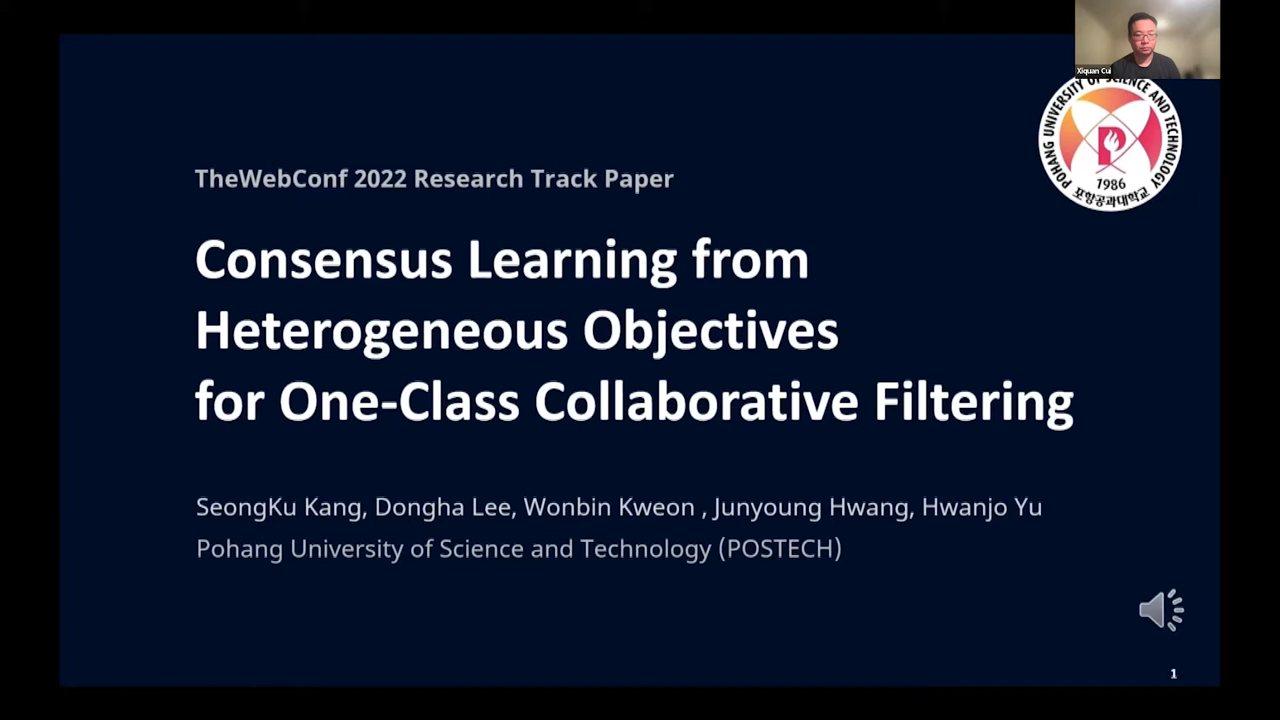 Xiquan Cui
POHANG UNIVERSITY OF SCIENCE AND TECHNOLOGY
1986
포항공과대학교
TheWebConf 2022 Research Track Paper
Consensus Learning from
Heterogeneous Objectives
for One-Class Collaborative Filtering
SeongKu Kang, Dongha Lee, Wonbin Kweon , Junyoung Hwang, Hwanjo Yu
Pohang University of Science and Technology (POSTECH)
1